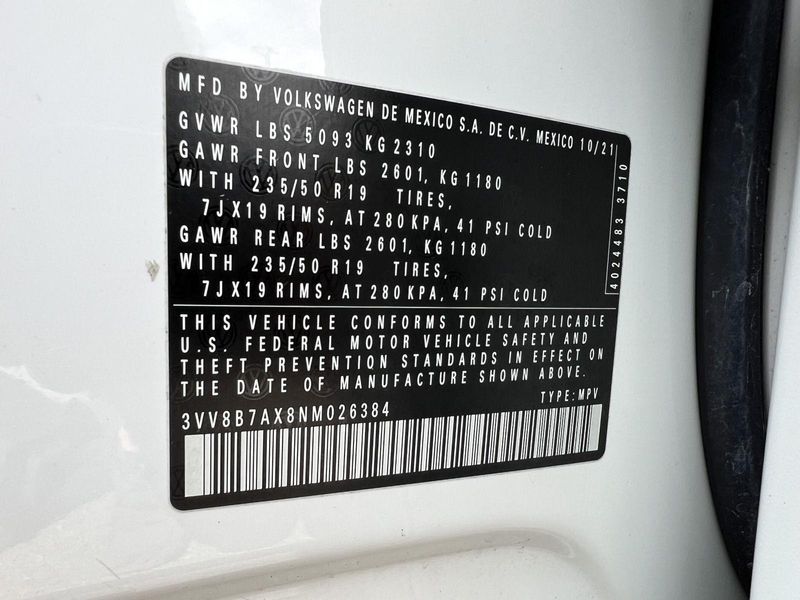 MFD BY VOLKSWAGEN DE MEXICO S.A. DE C.V. MEXICO 10/21
GVWR LBS 5093 KG 2310
GAWR FRONT LBS 2601, KG 1180
WITH 235/50 R19 TIRES,
7JX19 RIMS, AT 280 KPA, 41 PSI COLD
GAWR REAR LBS 2601, KG 1180
WITH 235/50 R19 TIRES,
7JX19 RIMS, AT 280 KPA, 41 PSI COLD
4024483 3710
THIS VEHICLE CONFORMS TO ALL APPLICABLE
U.S. FEDERAL MOTOR VEHICLE SAFETY AND
THEFT PREVENTION STANDARDS IN EFFECT ON
THE DATE OF MANUFACTURE SHOWN ABOVE.
TYPE: MPV
3VV8B7AX8NM026384